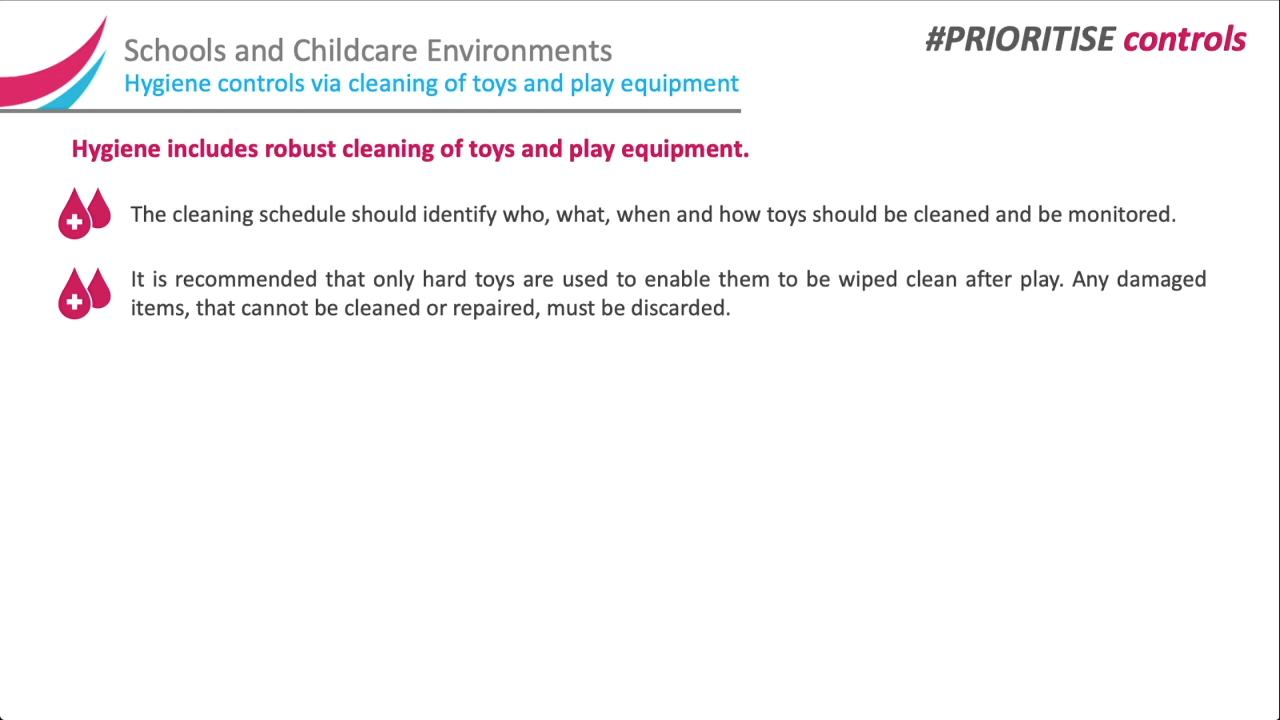 Schools and Childcare Environments
#PRIORITISE controls
Hygiene controls via cleaning of toys and play equipment
Hygiene includes robust cleaning of toys and play equipment.
The cleaning schedule should identify who, what, when and how toys should be cleaned and be monitored.
It is recommended that only hard toys are used to enable them to be wiped clean after play. Any damaged
items, that cannot be cleaned or repaired, must be discarded.